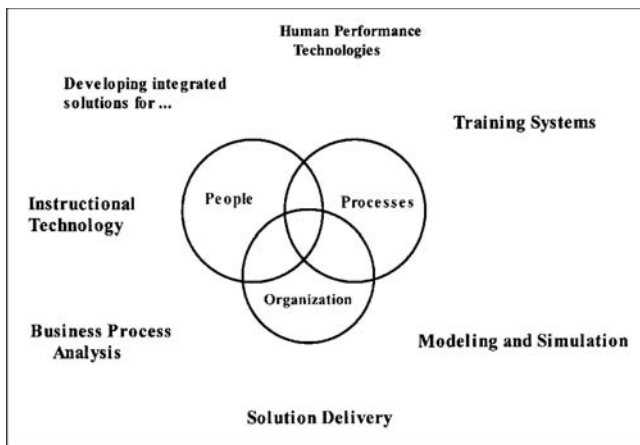 Human Performance
Technologies
Developing integrated
solutions for ...
Training Systems
People
Processes
Instructional
Technology
Organization
Business Process
Analysis
Modeling and Simulation
Solution Delivery